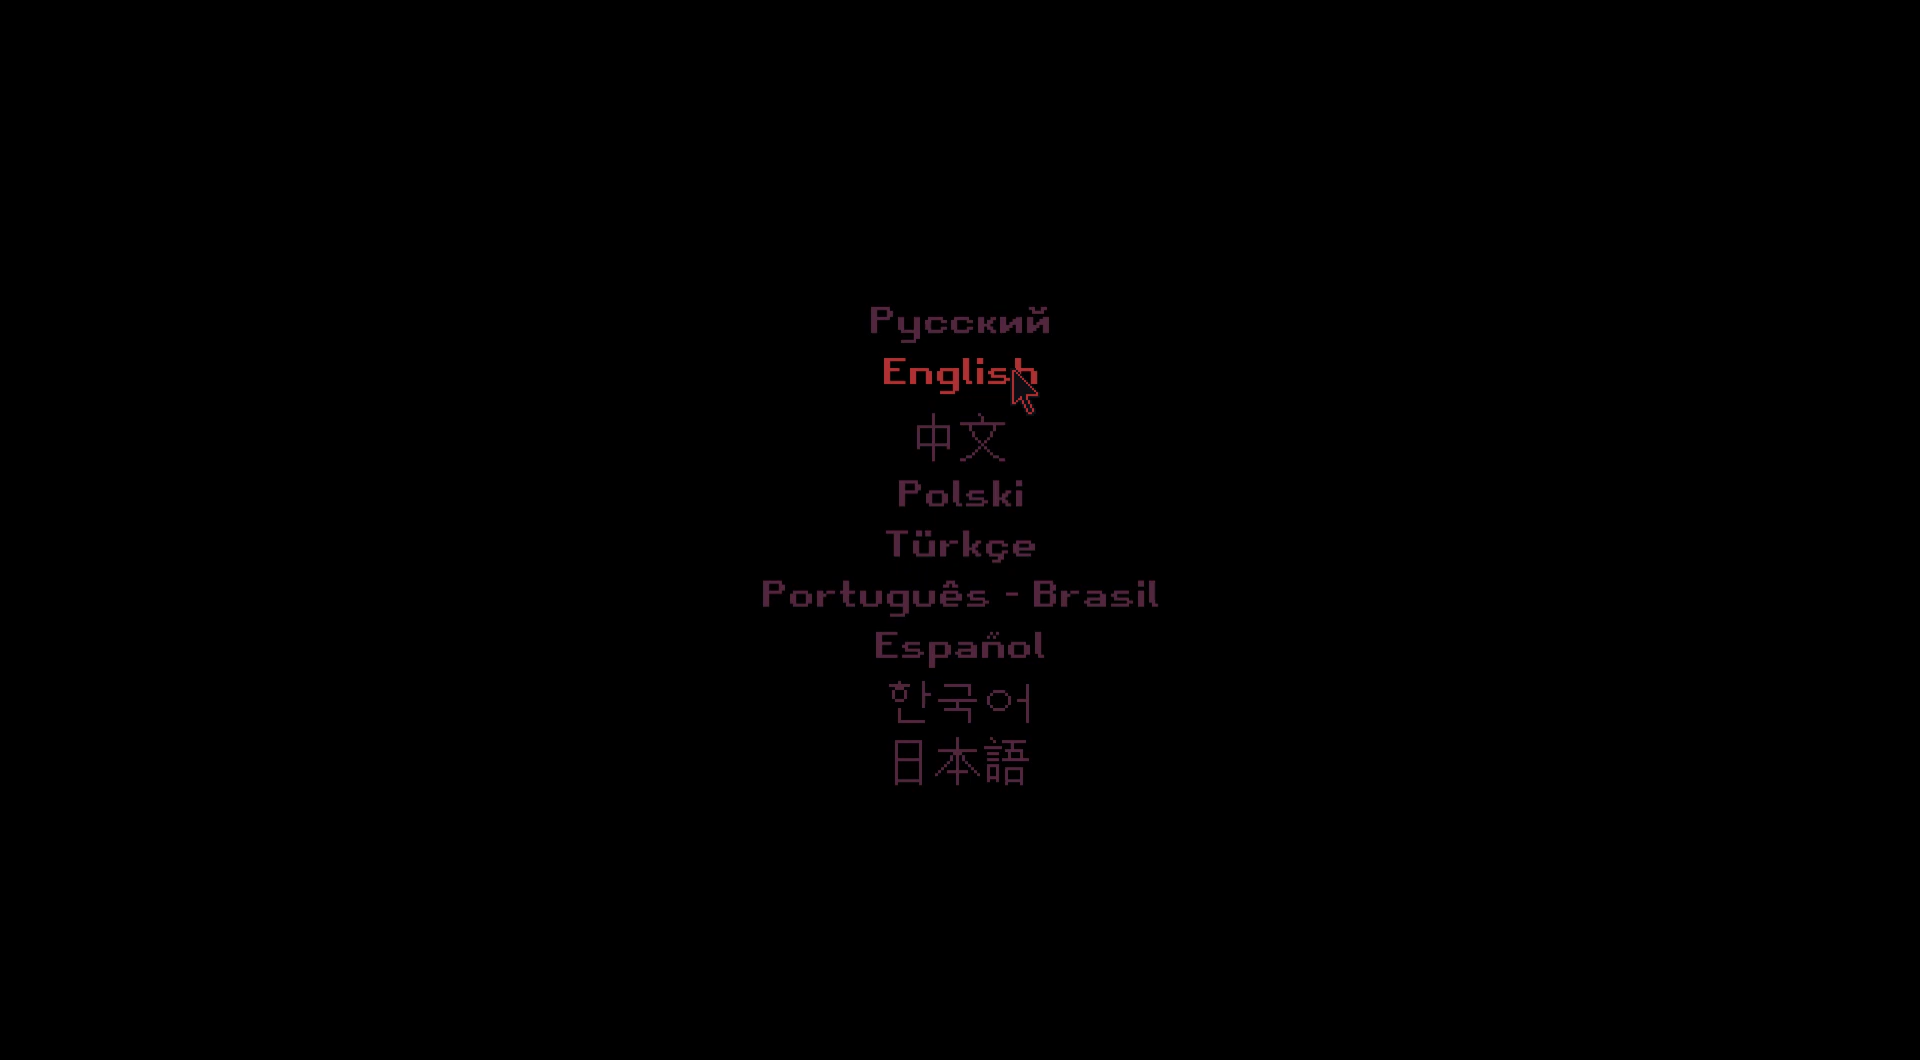 Русский
English
中文
Polski
Türkçe
Português - Brasil
Español
한국어
日本語